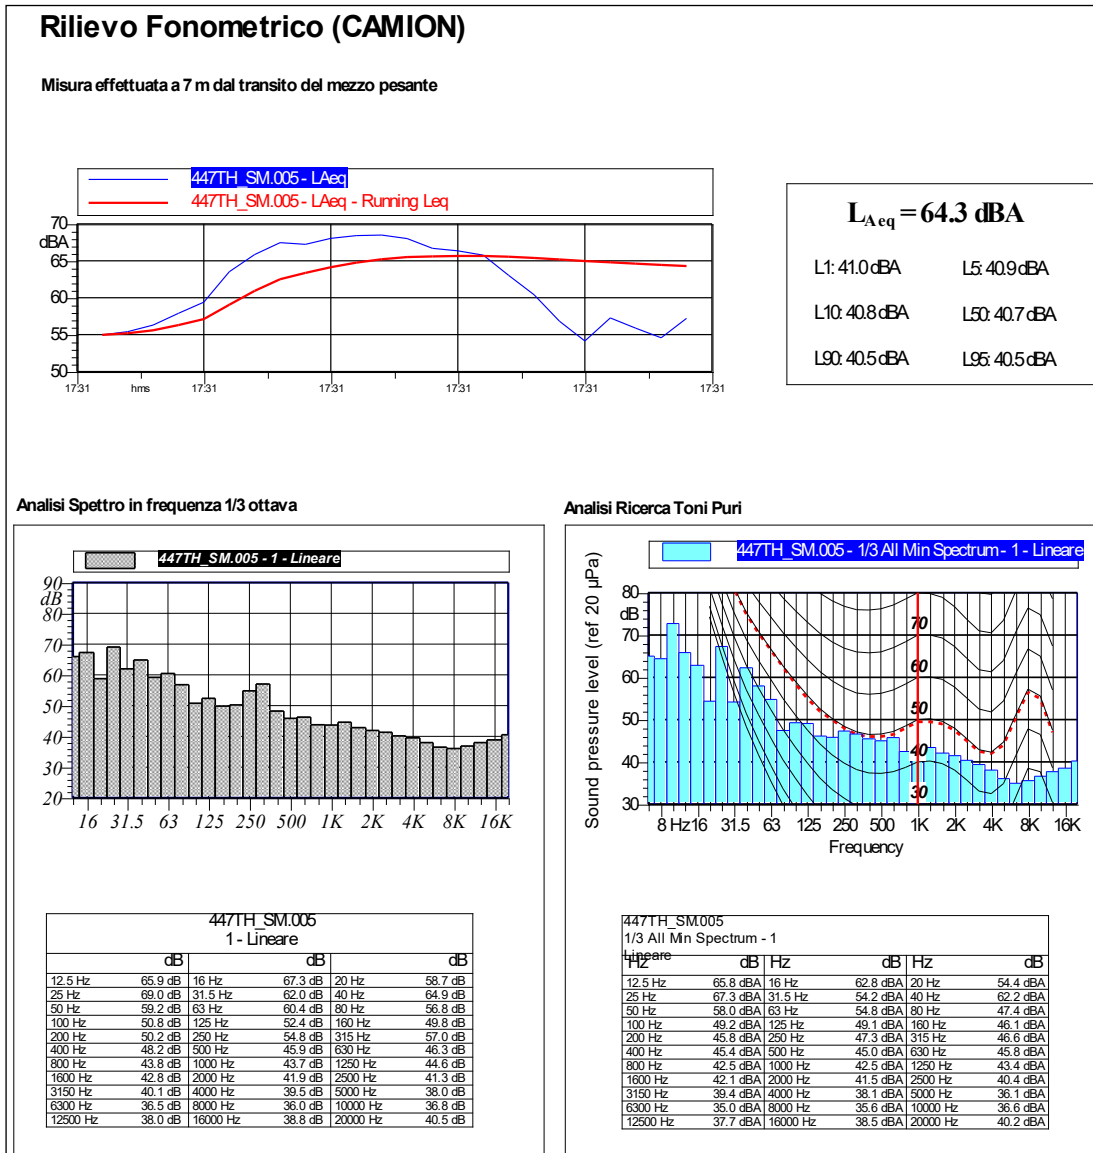 Rilievo Fonometrico (CAMION)
Misura effettuata a 7 m dal transito del mezzo pesante
447TH_SM.005 - LAeq
447TH_SM.005 - LAeq - Running Leq
70
dBA
65
60
55
50
17:31 hms 17:31 17:31 17:31 17:31 17:31
LAeq = 64.3 dBA
L1: 41.0 dBA L5: 40.9 dBA
L10: 40.8 dBA L50: 40.7 dBA
L90: 40.5 dBA L95: 40.5 dBA
Analisi Spettro in frequenza 1/3 ottava
447TH_SM.005 - 1 - Lineare
90
dB
80
70
60
50
40
30
20
16 31.5 63 125 250 500 1K 2K 4K 8K 16K
447TH_SM.005
1 - Lineare
dB dB dB
12.5 Hz 65.9 dB 16 Hz 67.3 dB 20 Hz 58.7 dB
25 Hz 69.0 dB 31.5 Hz 62.0 dB 40 Hz 64.9 dB
50 Hz 59.2 dB 63 Hz 60.4 dB 80 Hz 56.8 dB
100 Hz 50.8 dB 125 Hz 52.4 dB 160 Hz 49.8 dB
200 Hz 50.2 dB 250 Hz 54.8 dB 315 Hz 57.0 dB
400 Hz 48.2 dB 500 Hz 45.9 dB 630 Hz 46.3 dB
800 Hz 43.8 dB 1000 Hz 43.7 dB 1250 Hz 44.6 dB
1600 Hz 42.8 dB 2000 Hz 41.9 dB 2500 Hz 41.3 dB
3150 Hz 40.1 dB 4000 Hz 39.5 dB 5000 Hz 38.0 dB
6300 Hz 36.5 dB 8000 Hz 36.0 dB 10000 Hz 36.8 dB
12500 Hz 38.0 dB 16000 Hz 38.8 dB 20000 Hz 40.5 dB
Analisi Ricerca Toni Puri
447TH_SM.005 - 1/3 All Min Spectrum - 1 - Lineare
Sound pressure level (ref 20 µPa)
80
dB
70
60
50
40
30
70
60
50
40
30
8 Hz 16 31.5 63 125 250 500 1K 2K 4K 8K 16K
Frequency
447TH_SM.005
1/3 All Min Spectrum - 1
Lineare
Hz dB Hz dB Hz dB
12.5 Hz 65.8 dBA 16 Hz 62.8 dBA 20 Hz 54.4 dBA
25 Hz 67.3 dBA 31.5 Hz 54.2 dBA 40 Hz 62.2 dBA
50 Hz 58.0 dBA 63 Hz 54.8 dBA 80 Hz 47.4 dBA
100 Hz 49.2 dBA 125 Hz 49.1 dBA 160 Hz 46.1 dBA
200 Hz 45.8 dBA 250 Hz 47.3 dBA 315 Hz 46.6 dBA
400 Hz 45.4 dBA 500 Hz 45.0 dBA 630 Hz 45.8 dBA
800 Hz 42.5 dBA 1000 Hz 42.5 dBA 1250 Hz 43.4 dBA
1600 Hz 42.1 dBA 2000 Hz 41.5 dBA 2500 Hz 40.4 dBA
3150 Hz 39.4 dBA 4000 Hz 38.1 dBA 5000 Hz 36.1 dBA
6300 Hz 35.0 dBA 8000 Hz 35.6 dBA 10000 Hz 36.6 dBA
12500 Hz 37.7 dBA 16000 Hz 38.5 dBA 20000 Hz 40.2 dBA